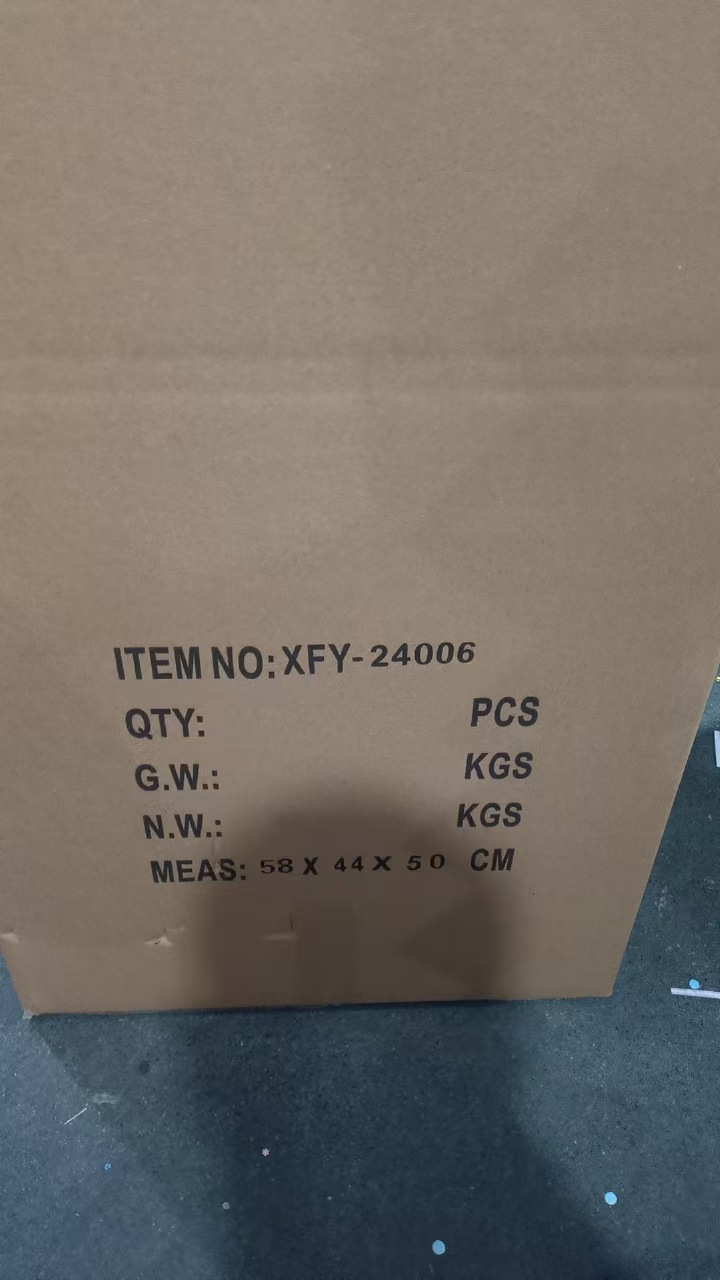 ITEM NO: XFY-24006
QTY: PCS
G.W.: KGS
N.W.: KGS
MEAS: 58 X 44 X 50 CM